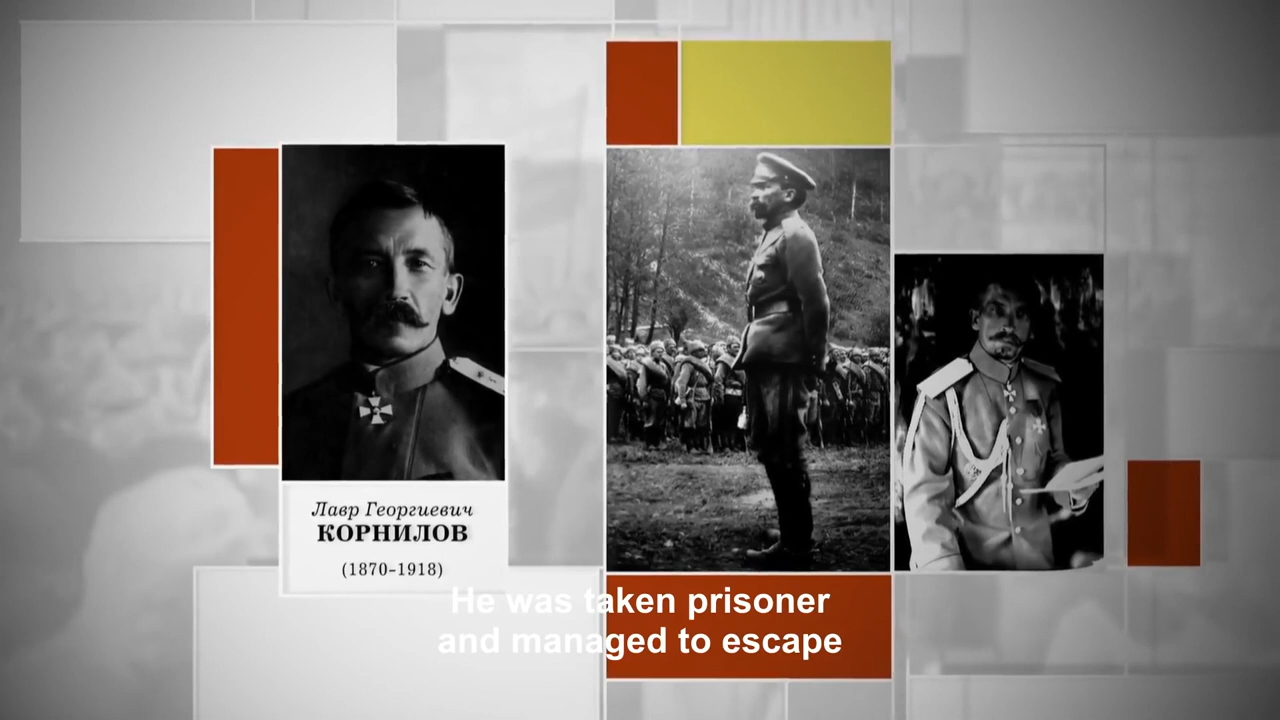 Лавр Георгиевич
КОРНИЛОВ
(1870–1918)
He was taken prisoner
and managed to escape